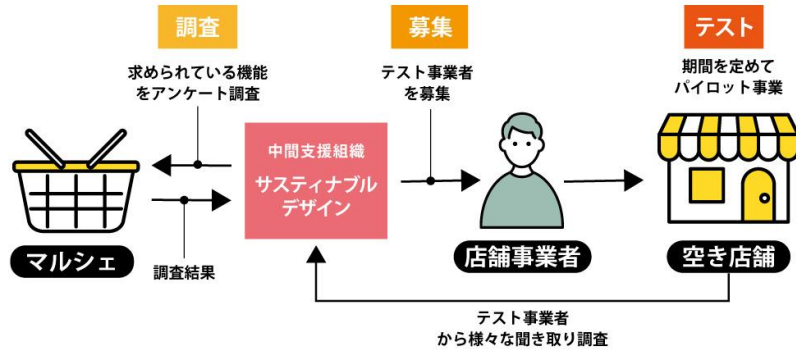 調査
募集
テスト
求められている機能
をアンケート調査
テスト事業者
を募集
期間を定めて
パイロット事業
中間支援組織
サスティナブル
デザイン
マルシェ
調査結果
店舗事業者
空き店舗
テスト事業者
から様々な聞き取り調査